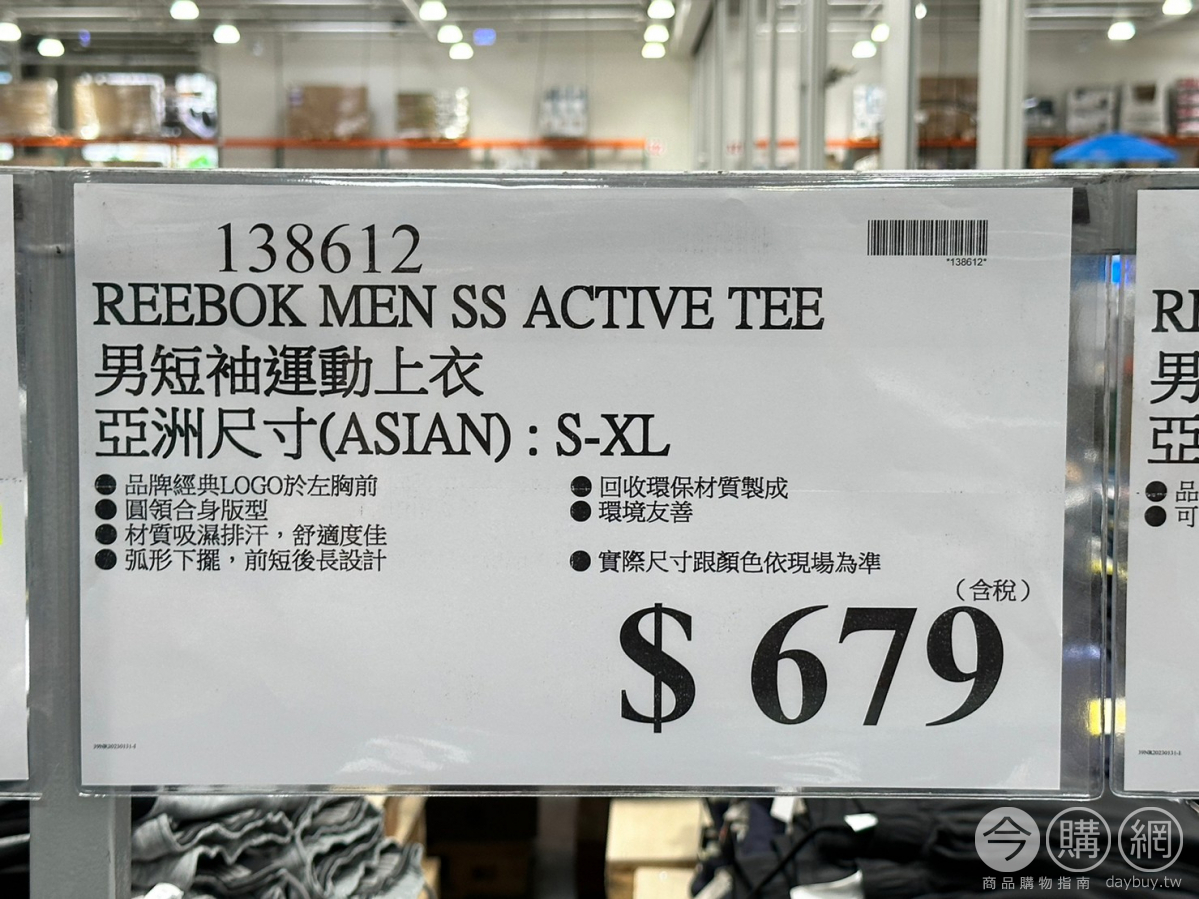 138612
*138612*
REEBOK MEN SS ACTIVE TEE
男短袖運動上衣
亞洲尺寸(ASIAN) : S-XL
● 品牌經典LOGO於左胸前
● 圓領合身版型
● 材質吸濕排汗，舒適度佳
● 弧形下擺，前短後長設計
● 回收環保材質製成
● 環境友善
● 實際尺寸跟顏色依現場為準
（含稅）
$ 679
男
亞
● 品
● 可
今購網
商品購物指南 daybuy.tw